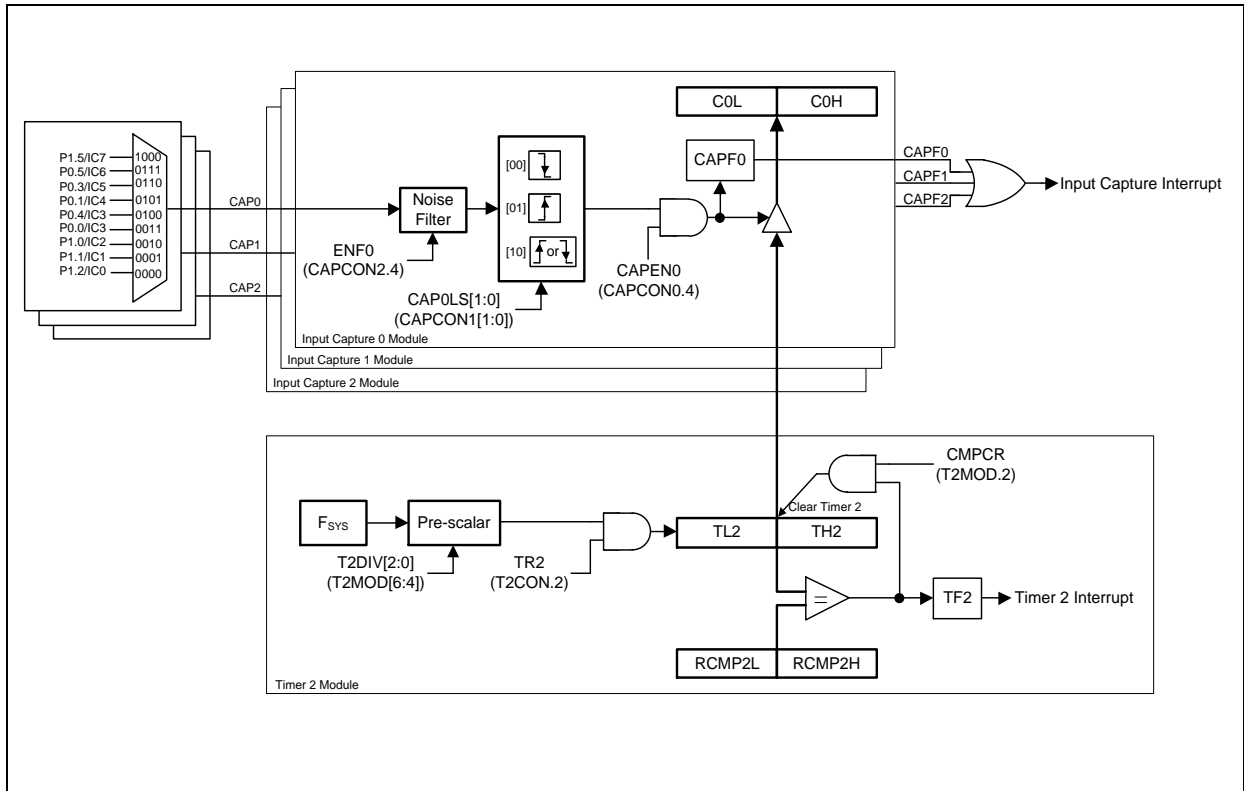 C0L C0H
P1.5/IC7 1000
P0.5/IC6 0111
P0.3/IC5 0110
P0.1/IC4 0101
P0.4/IC3 0100
P0.0/IC3 0011
P1.0/IC2 0010
P1.1/IC1 0001
P1.2/IC0 0000
CAP0
CAP1
CAP2
Noise
Filter
ENF0
(CAPCON2.4)
[00]
[01]
[10] or
CAP0LS[1:0]
(CAPCON1[1:0])
CAPEN0
(CAPCON0.4)
CAPF0
CAPF0
CAPF1
CAPF2
Input Capture Interrupt
Input Capture 0 Module
Input Capture 1 Module
Input Capture 2 Module
CMPCR
(T2MOD.2)
Clear Timer 2
FSYS
Pre-scalar
T2DIV[2:0]
(T2MOD[6:4])
TR2
(T2CON.2)
TL2 TH2
=
TF2
Timer 2 Interrupt
RCMP2L RCMP2H
Timer 2 Module